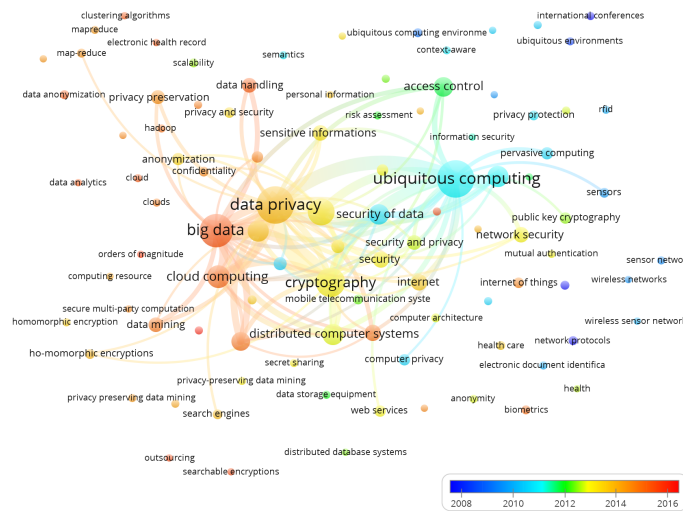 clustering algorithms
international conferences
mapreduce
ubiquitous computing environme
electronic health record
ubiquitous environments
map-reduce
context-aware
semantics
scalability
data handling
access control
data anonymization
privacy preservation
personal information
privacy and security
risk assessment
privacy protection
rfid
hadoop
sensitive informations
information security
anonymization
pervasive computing
confidentiality
cloud
ubiquitous computing
data analytics
sensors
clouds
data privacy
security of data
public key cryptography
big data
network security
security and privacy
orders of magnitude
mutual authentication
security
sensor netwo
computing resource
cloud computing
cryptography
internet
internet of things
wireless networks
mobile telecommunication syste
secure multi-party computation
homomorphic encryption
data mining
computer architecture
wireless sensor network
distributed computer systems
network protocols
health care
ho-momorphic encryptions
computer privacy
secret sharing
electronic document identifica
privacy-preserving data mining
health
privacy preserving data mining
data storage equipment
anonymity
search engines
web services
biometrics
distributed database systems
outsourcing
searchable encryptions
2008
2010
2012
2014
2016